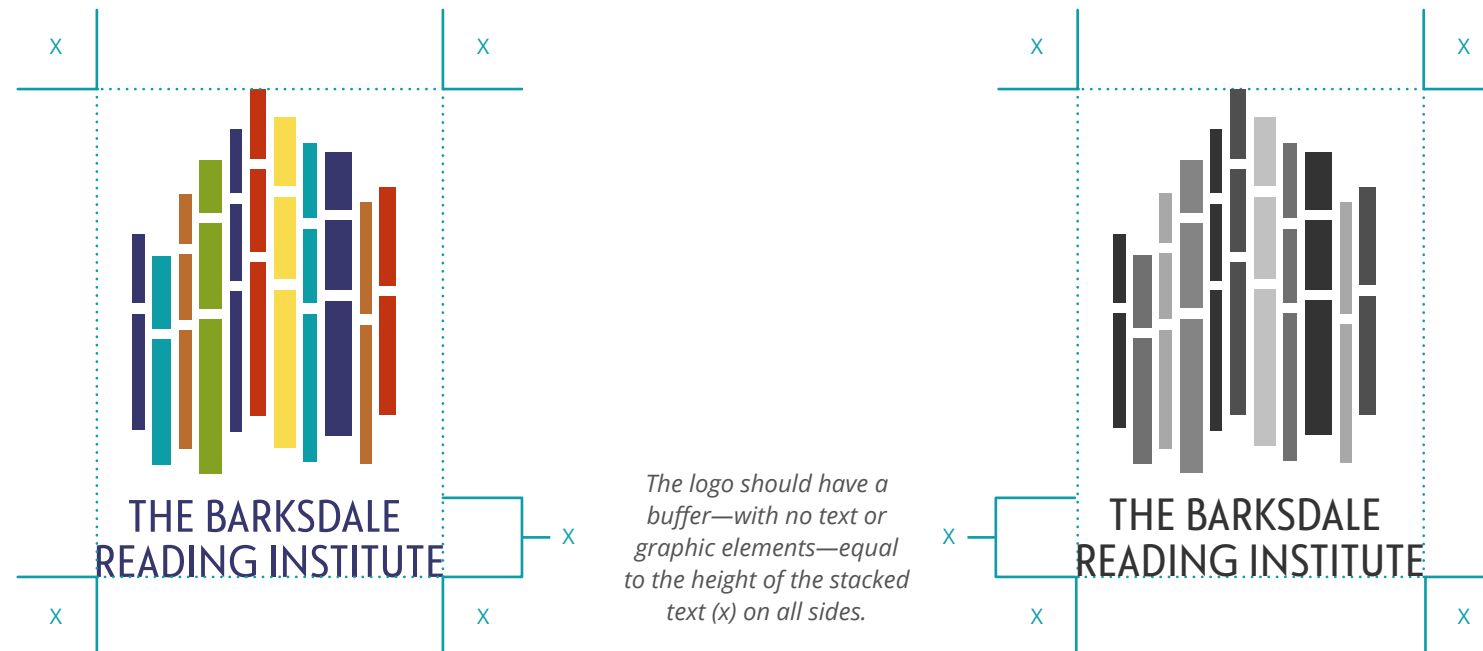 X
X
X
X
THE BARKSDALE
READING INSTITUTE
X
X
X
The logo should have a
buffer—with no text or
graphic elements—equal
to the height of the stacked
text (x) on all sides.
X
THE BARKSDALE
READING INSTITUTE
X
X